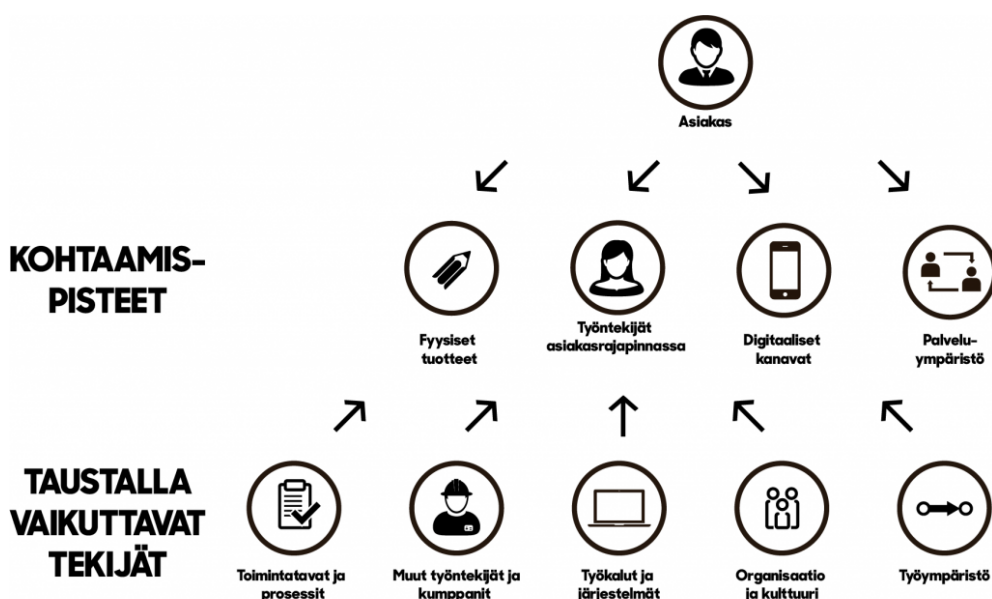 Asiakas
KOHTAAMIS-
PISTEET
Fyysiset
tuotteet
Työntekijät
asiakasrajapinnassa
Digitaaliset
kanavat
Palvelu-
ympäristö
TAUSTALLA
VAIKUTTAVAT
TEKIJÄT
Toimintatavat ja
prosessit
Muut työntekijät ja
kumppanit
Työkalut ja
järjestelmät
Organisaatio
ja kulttuuri
Työympäristö